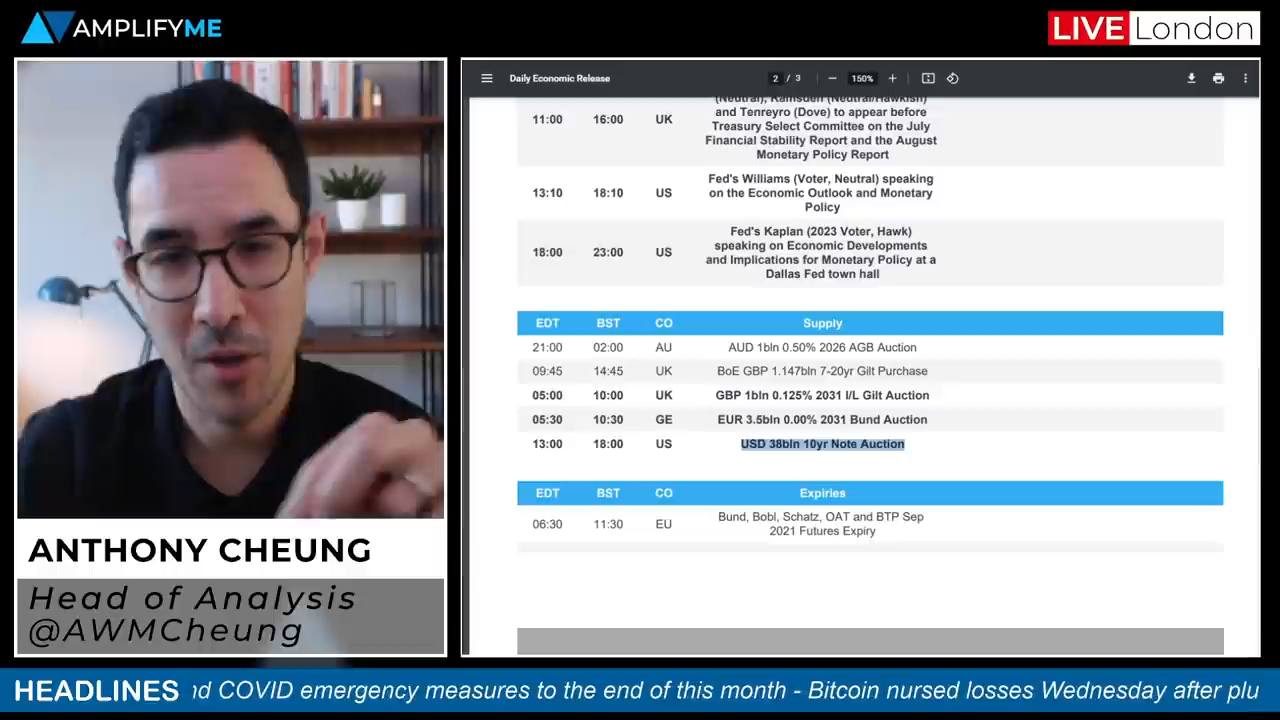 AMPLIFYME
LIVE London
Daily Economic Release
2 / 3
150%
(Neutral), Ramsden (Neutral/Hawkish)
11:00 16:00 UK and Tenreyro (Dove) to appear before
Treasury Select Committee on the July
Financial Stability Report and the August
Monetary Policy Report
Fed's Williams (Voter, Neutral) speaking
13:10 18:10 US on the Economic Outlook and Monetary
Policy
Fed's Kaplan (2023 Voter, Hawk)
18:00 23:00 US speaking on Economic Developments
and Implications for Monetary Policy at a
Dallas Fed town hall
EDT BST CO Supply
21:00 02:00 AU AUD 1bln 0.50% 2026 AGB Auction
09:45 14:45 UK BoE GBP 1.147bln 7-20yr Gilt Purchase
05:00 10:00 UK GBP 1bln 0.125% 2031 I/L Gilt Auction
05:30 10:30 GE EUR 3.5bln 0.00% 2031 Bund Auction
13:00 18:00 US USD 38bln 10yr Note Auction
EDT BST CO Expiries
06:30 11:30 EU Bund, Bobl, Schatz, OAT and BTP Sep
2021 Futures Expiry
ANTHONY CHEUNG
Head of Analysis
@AWMCheung
HEADLINES nd COVID emergency measures to the end of this month - Bitcoin nursed losses Wednesday after plu